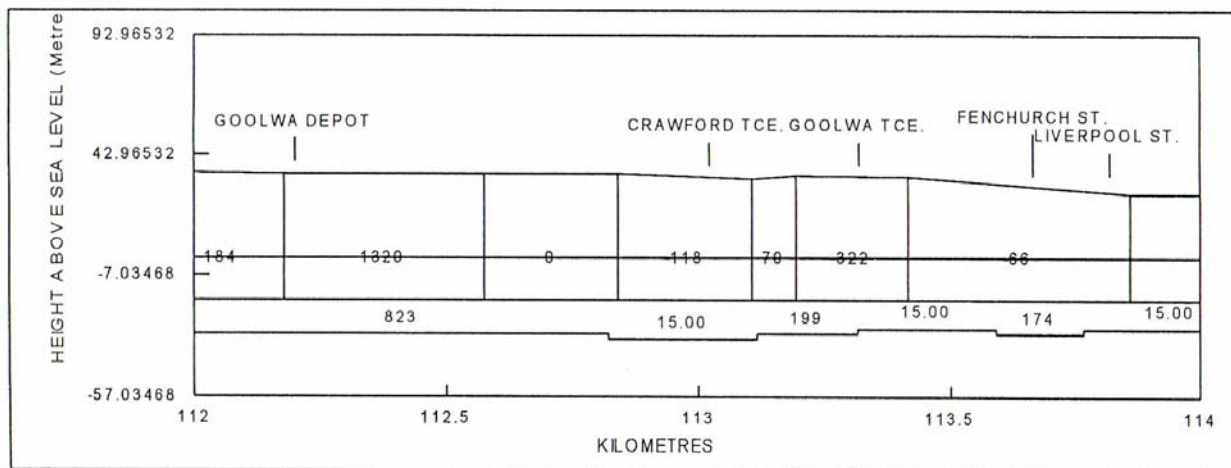 HEIGHT ABOVE SEA LEVEL (Metre
92.96532
42.96532
-7.03468
-57.03468
GOOLWA DEPOT
CRAWFORD TCE. GOOLWA TCE.
FENCHURCH ST.
LIVERPOOL ST.
184 1320 0 -118 70 -322 -66
823 15.00 199 15.00 174 15.00
112 112.5 113 113.5 114
KILOMETRES